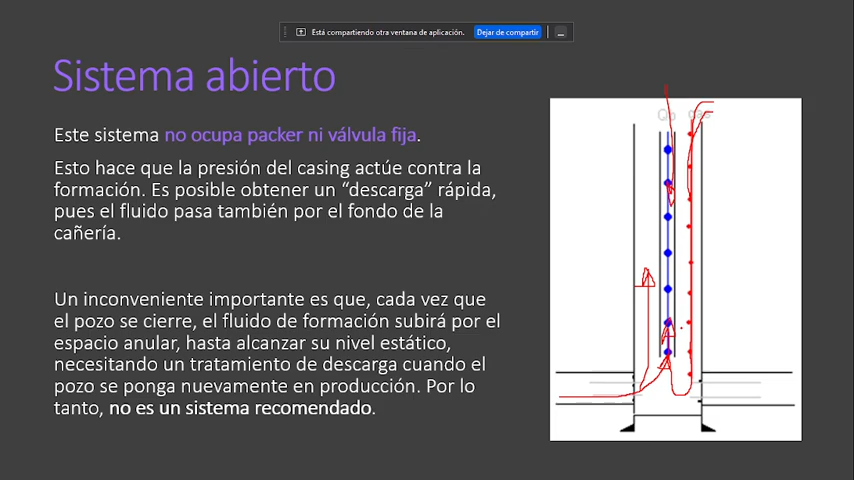 Está compartiendo otra ventana de aplicación.
Dejar de compartir
Sistema abierto
Este sistema no ocupa packer ni válvula fija.
Esto hace que la presión del casing actúe contra la
formación. Es posible obtener un “descarga” rápida,
pues el fluido pasa también por el fondo de la
cañería.
Un inconveniente importante es que, cada vez que
el pozo se cierre, el fluido de formación subirá por el
espacio anular, hasta alcanzar su nivel estático,
necesitando un tratamiento de descarga cuando el
pozo se ponga nuevamente en producción. Por lo
tanto, no es un sistema recomendado.